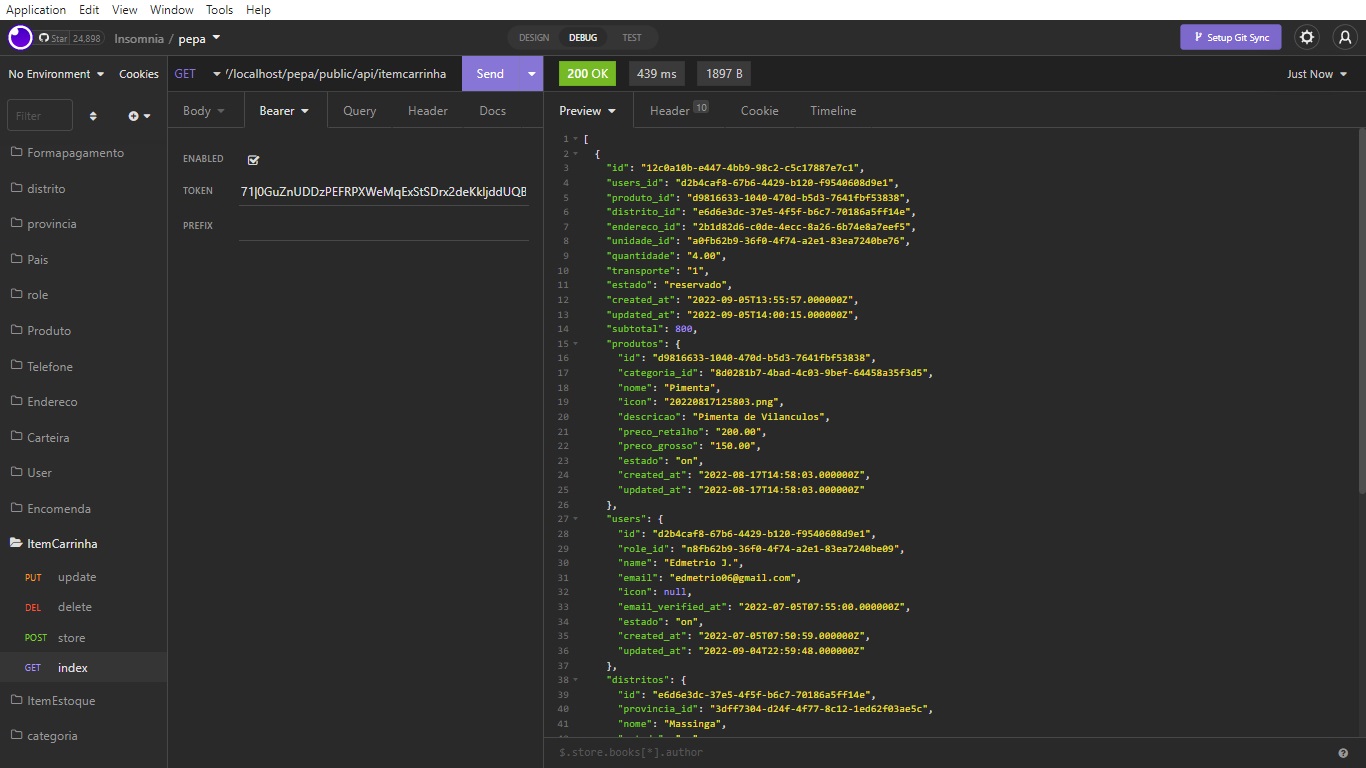 Application Edit View Window Tools Help
Star 24,898 Insomnia / pepa DESIGN DEBUG TEST Setup Git Sync
No Environment Cookies GET //localhost/pepa/public/api/itemcarrinha Send 200 OK 439 ms 1897 B Just Now
Filter Body Bearer Query Header Docs Preview Header 10 Cookie Timeline
Formapagamento
distrito
provincia
Pais
role
Produto
Telefone
Endereco
Carteira
User
Encomenda
ItemCarrinha
PUT update
DEL delete
POST store
GET index
ItemEstoque
categoria
ENABLED
TOKEN 71|0GuZnUDDzPEFRPXWeMqExStSDrx2deKkIjddUQB
PREFIX
1 [
2 {
3 "id": "12c0a10b-e447-4bb9-98c2-c5c17887e7c1",
4 "users_id": "d2b4caf8-67b6-4429-b120-f9540608d9e1",
5 "produto_id": "d9816633-1040-470d-b5d3-7641fbf53838",
6 "distrito_id": "e6d6e3dc-37e5-4f5f-b6c7-70186a5ff14e",
7 "endereco_id": "2b1d82d6-c0de-4ecc-8a26-6b74e8a7eef5",
8 "unidade_id": "a0fb62b9-36f0-4f74-a2e1-83ea7240be76",
9 "quantidade": "4.00",
10 "transporte": "1",
11 "estado": "reservado",
12 "created_at": "2022-09-05T13:55:57.000000Z",
13 "updated_at": "2022-09-05T14:00:15.000000Z",
14 "subtotal": 800,
15 "produtos": {
16 "id": "d9816633-1040-470d-b5d3-7641fbf53838",
17 "categoria_id": "8d0281b7-4bad-4c03-9bef-64458a35f3d5",
18 "nome": "Pimenta",
19 "icon": "20220817125803.png",
20 "descricao": "Pimenta de Vilanculos",
21 "preco_retalho": "200.00",
22 "preco_grosso": "150.00",
23 "estado": "on",
24 "created_at": "2022-08-17T14:58:03.000000Z",
25 "updated_at": "2022-08-17T14:58:03.000000Z"
26 },
27 "users": {
28 "id": "d2b4caf8-67b6-4429-b120-f9540608d9e1",
29 "role_id": "n8fb62b9-36f0-4f74-a2e1-83ea7240be09",
30 "name": "Edmetrio J.",
31 "email": "edmetrio06@gmail.com",
32 "icon": null,
33 "email_verified_at": "2022-07-05T07:55:00.000000Z",
34 "estado": "on",
35 "created_at": "2022-07-05T07:50:59.000000Z",
36 "updated_at": "2022-09-04T22:59:48.000000Z"
37 },
38 "distritos": {
39 "id": "e6d6e3dc-37e5-4f5f-b6c7-70186a5ff14e",
40 "provincia_id": "3dff7304-d24f-4f77-8c12-1ed62f03ae5c",
41 "nome": "Massinga",
$.store.books[*].author